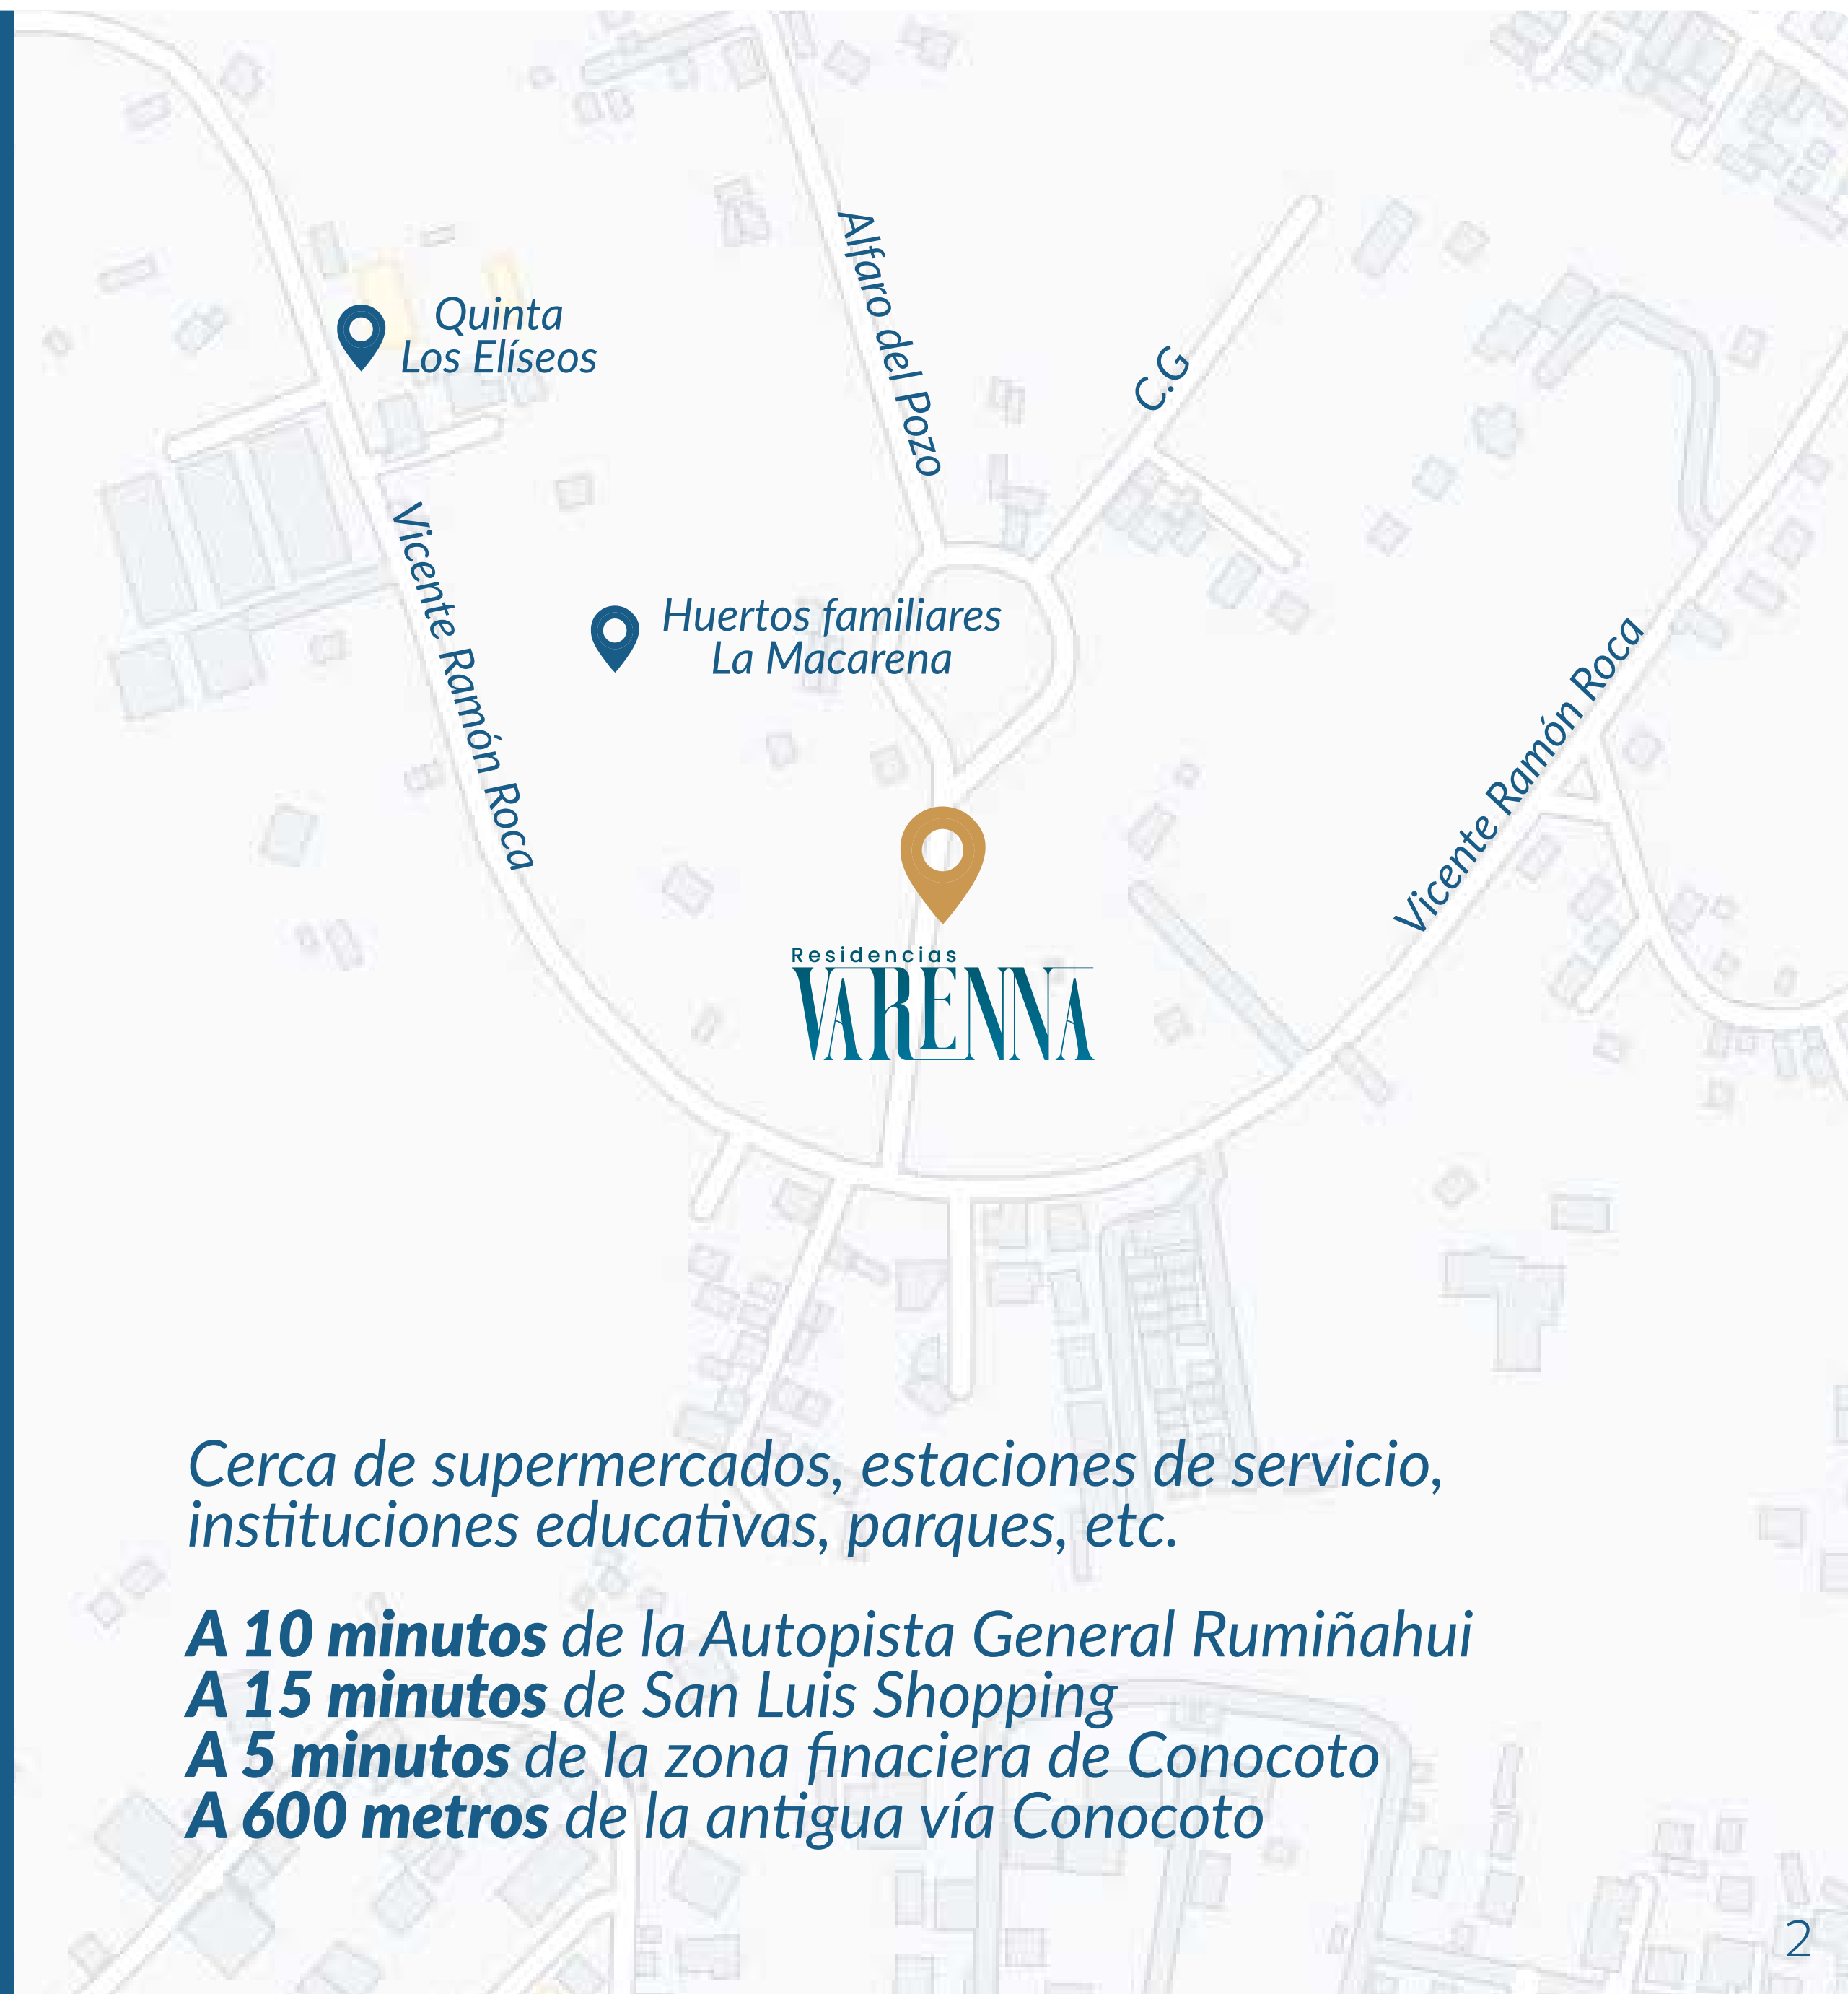 Alfaro del Pozo
Quinta
Los Elíseos
C.G
Vicente Ramón Roca
Huertos familiares
La Macarena
Vicente Ramón Roca
Residencias
VARENNA
Cerca de supermercados, estaciones de servicio,
instituciones educativas, parques, etc.
A 10 minutos de la Autopista General Rumiñahui
A 15 minutos de San Luis Shopping
A 5 minutos de la zona finaciera de Conocoto
A 600 metros de la antigua vía Conocoto
2